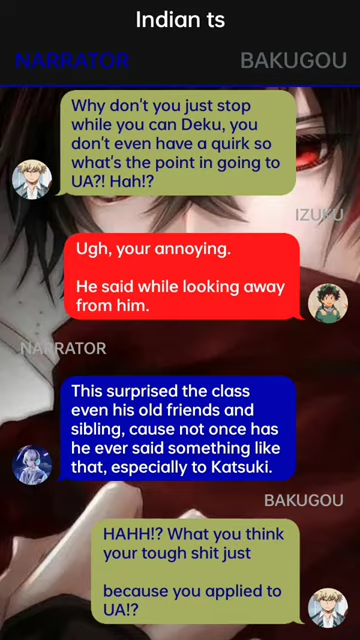 Indian ts
NARRATOR
BAKUGOU
Why don't you just stop
while you can Deku, you
don't even have a quirk so
what's the point in going to
UA?! Hah!?
IZUKU
Ugh, your annoying.
He said while looking away
from him.
NARRATOR
This surprised the class
even his old friends and
sibling, cause not once has
he ever said something like
that, especially to Katsuki.
BAKUGOU
HAHH!? What you think
your tough shit just
because you applied to
UA!?